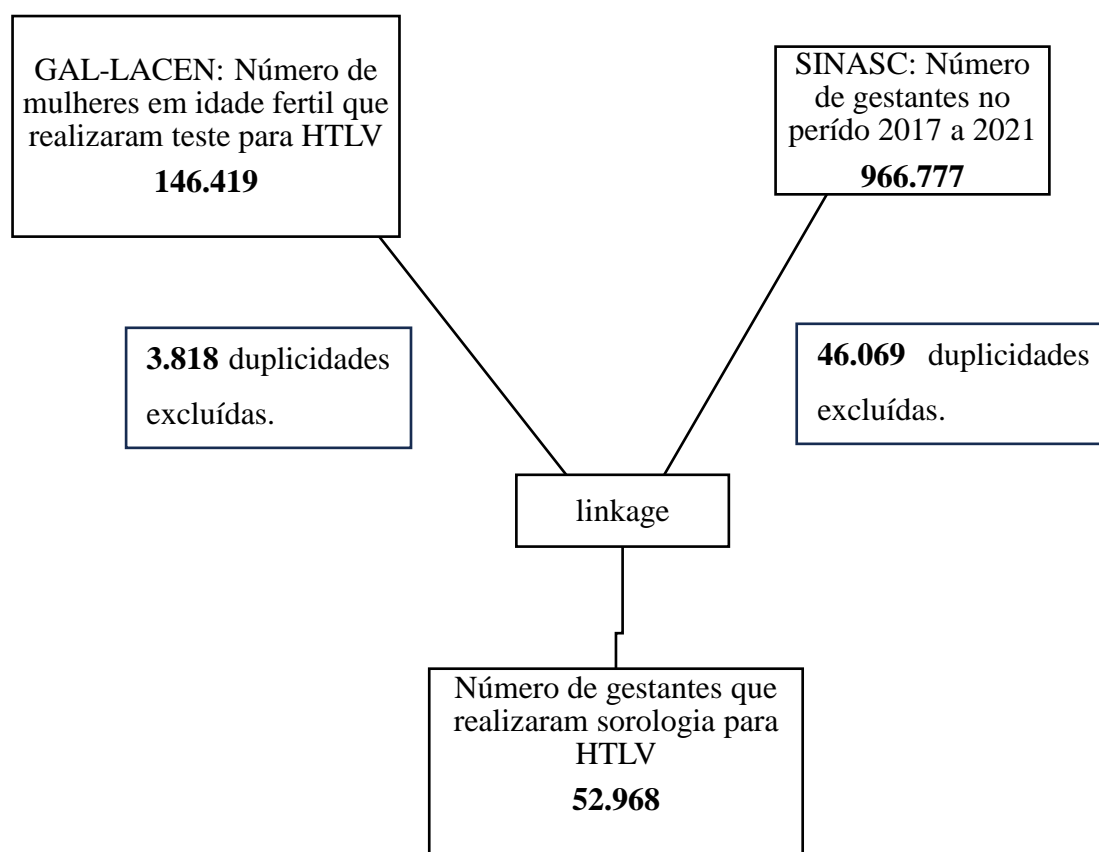 GAL-LACEN: Número de
mulheres em idade fertil que
realizaram teste para HTLV
146.419
SINASC: Número
de gestantes no
perído 2017 a 2021
966.777
3.818 duplicidades
excluídas.
46.069 duplicidades
excluídas.
linkage
Número de gestantes que
realizaram sorologia para
HTLV
52.968